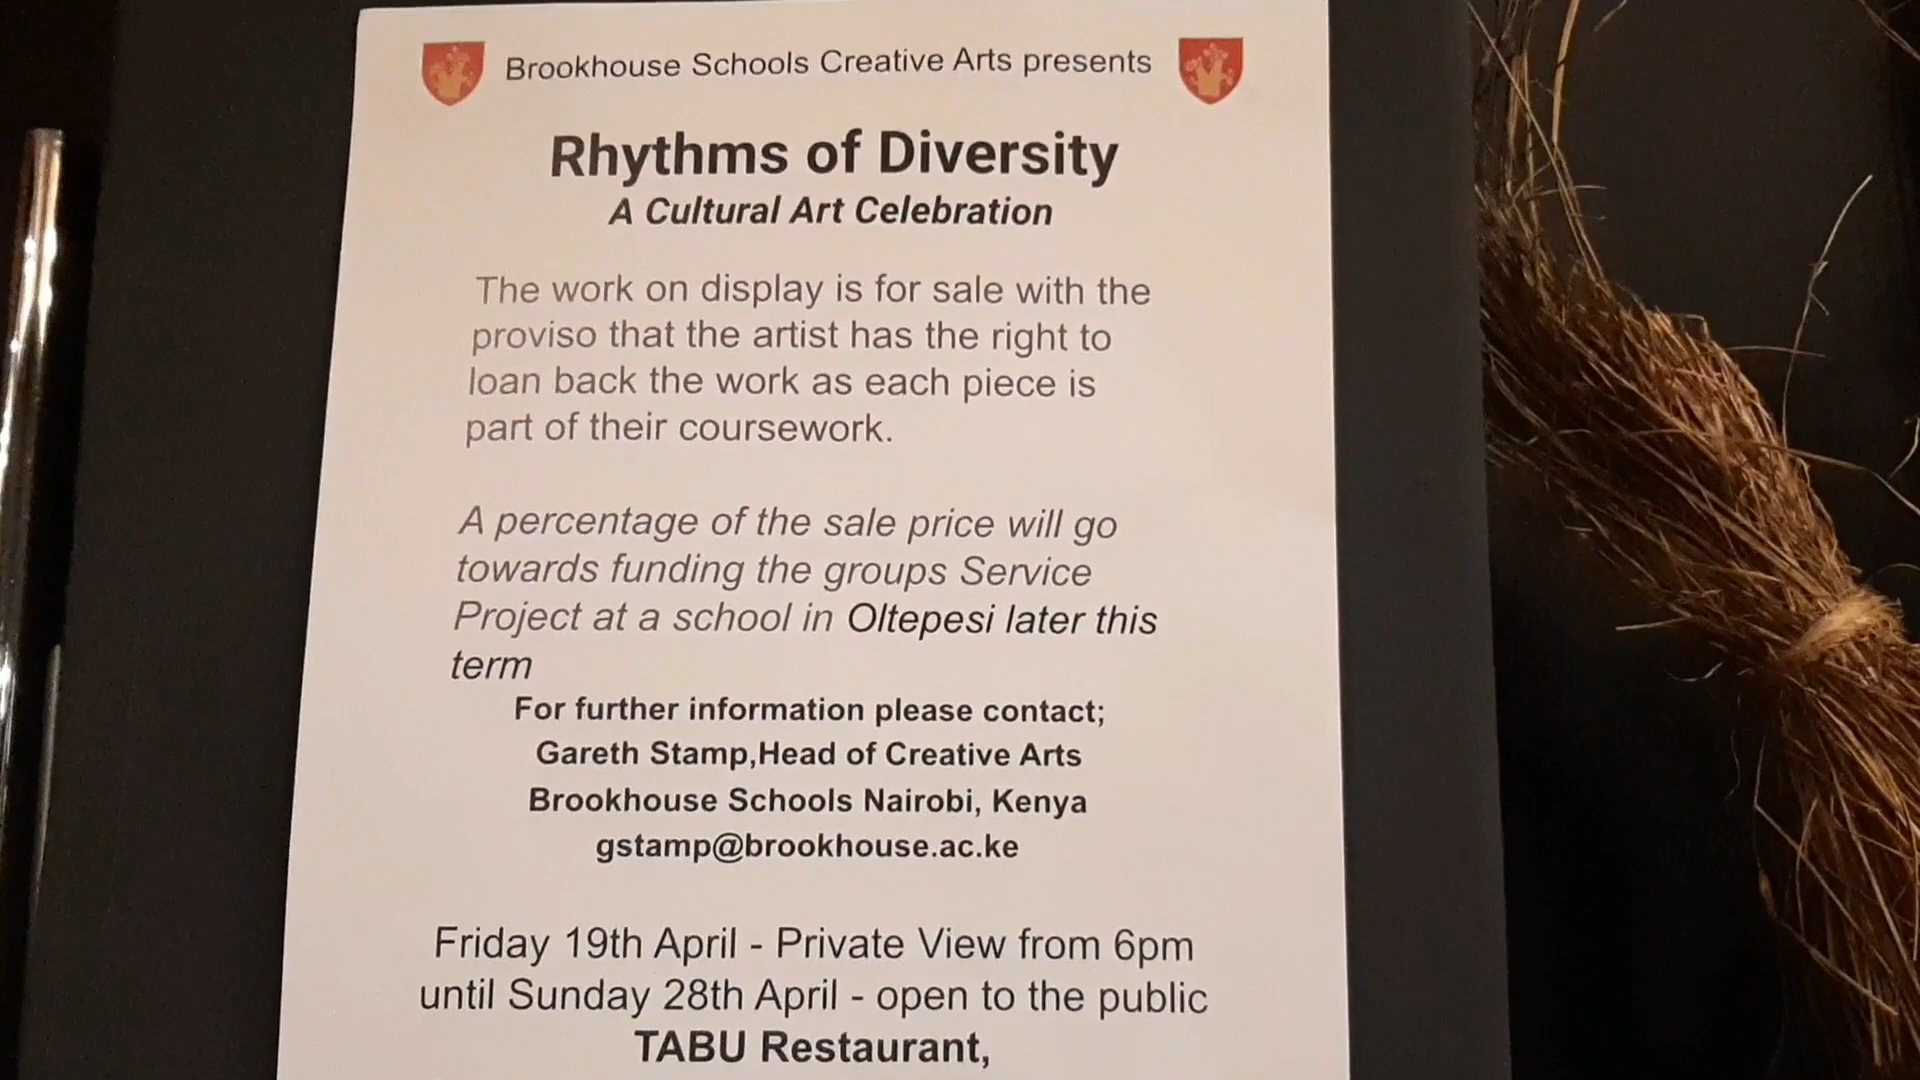 Brookhouse Schools Creative Arts presents
Rhythms of Diversity
A Cultural Art Celebration
The work on display is for sale with the
proviso that the artist has the right to
loan back the work as each piece is
part of their coursework.
A percentage of the sale price will go
towards funding the groups Service
Project at a school in Oltepesi later this
term
For further information please contact;
Gareth Stamp,Head of Creative Arts
Brookhouse Schools Nairobi, Kenya
gstamp@brookhouse.ac.ke
Friday 19th April - Private View from 6pm
until Sunday 28th April - open to the public
TABU Restaurant,